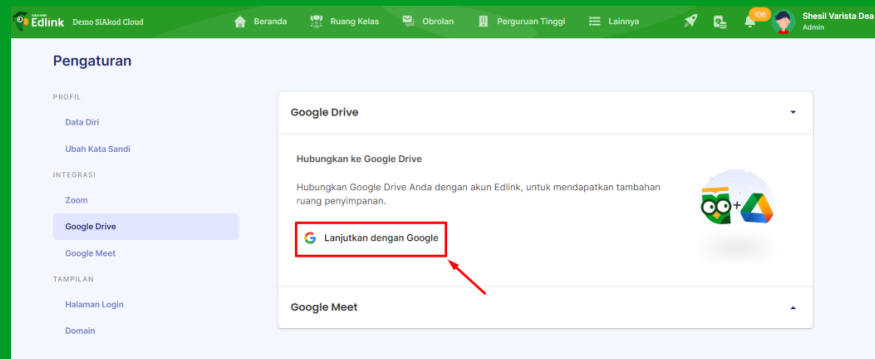 Edlink Demo SiAkad Cloud Beranda Ruang Kelas Obrolan Perguruan Tinggi Lainnya 106 Shesil Varista Dea
Admin
Pengaturan
PROFIL
Data Diri
Ubah Kata Sandi
INTEGRASI
Zoom
Google Drive
Google Meet
TAMPILAN
Halaman Login
Domain
Google Drive
Hubungkan ke Google Drive
Hubungkan Google Drive Anda dengan akun Edlink, untuk mendapatkan tambahan
ruang penyimpanan.
Lanjutkan dengan Google
Google Meet